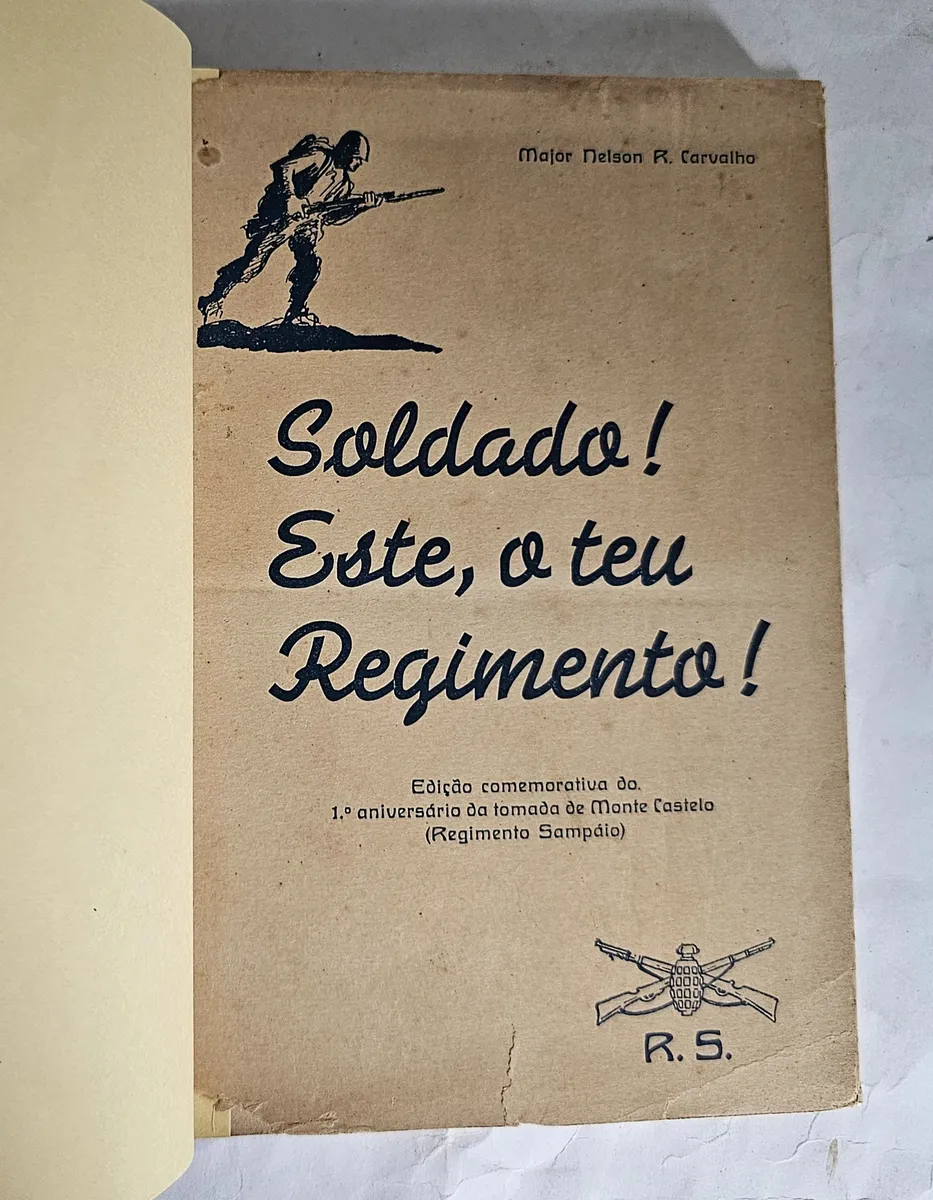 Major Nelson R. Carvalho
Soldado!
Este, o teu
Regimento!
Edição comemorativa do.
1.º aniversário da tomada de Monte Castelo
(Regimento Sampáio)
R. S.